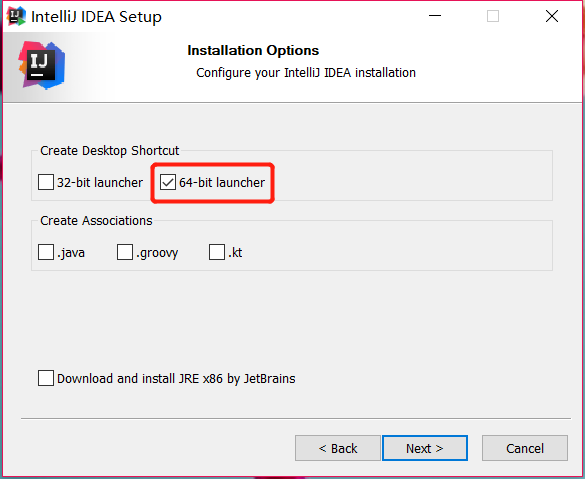 IntelliJ IDEA Setup
IJ
Installation Options
Configure your IntelliJ IDEA installation
Create Desktop Shortcut
32-bit launcher 64-bit launcher
Create Associations
.java .groovy .kt
Download and install JRE x86 by JetBrains
< Back Next > Cancel